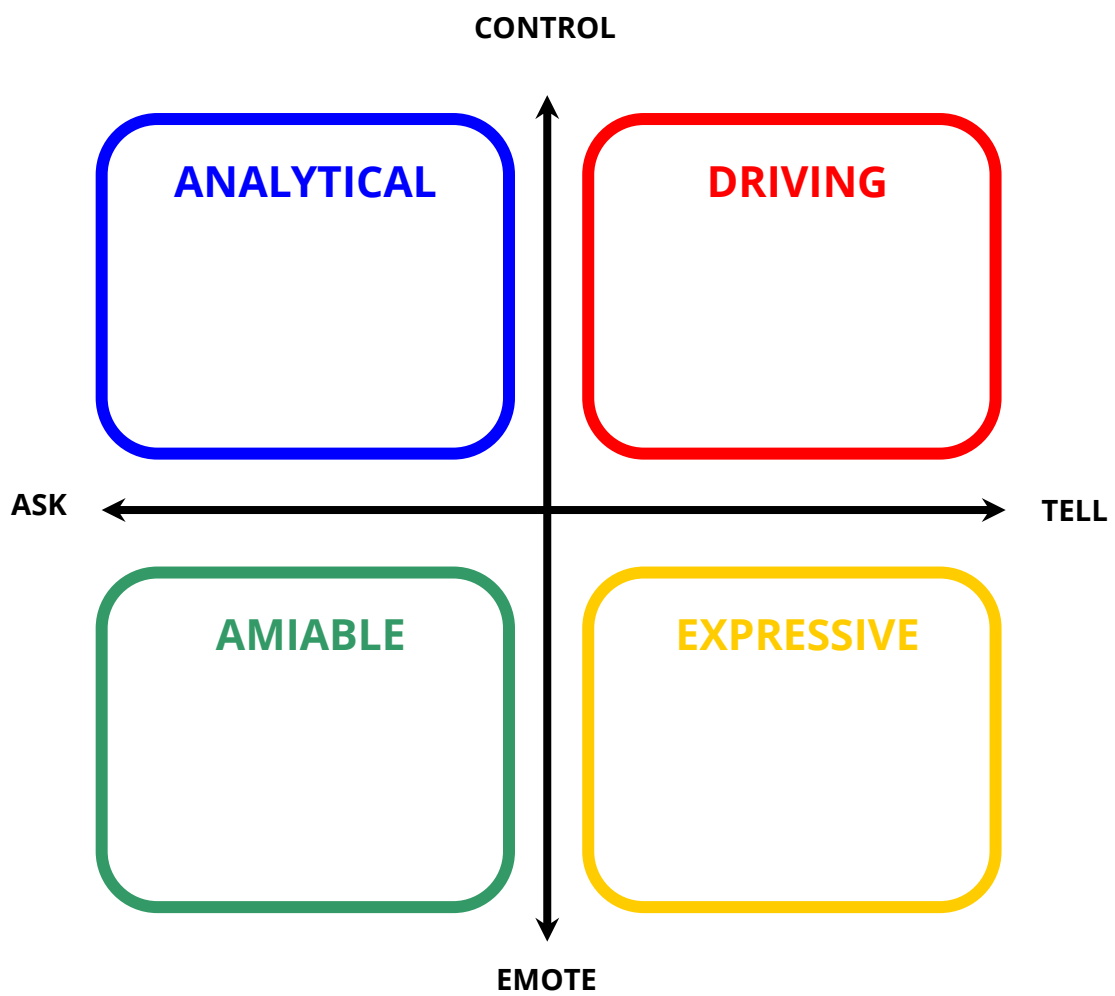 CONTROL
ANALYTICAL
DRIVING
ASK
TELL
AMIABLE
EXPRESSIVE
EMOTE